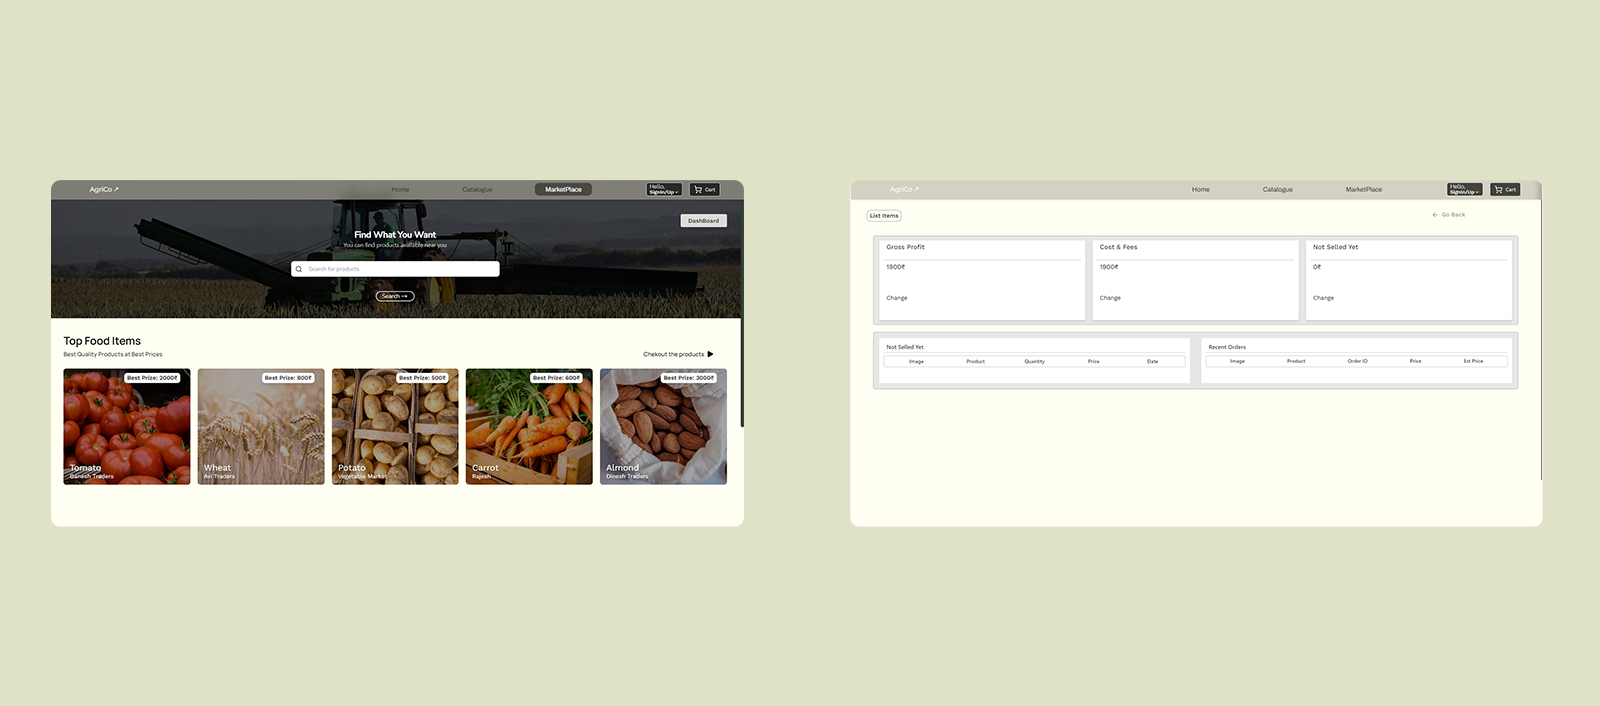 AgriCo ↗
Home
Catalogue
MarketPlace
Hello,
SignIn/Up
Cart
DashBoard
Find What You Want
You can find products available near you
Search for products
Search →
Top Food Items
Best Quality Products at Best Prices
Chekout the products ▶
Best Prize: 2000₹
Tomato
Ganesh Traders
Best Prize: 800₹
Wheat
Avi Traders
Best Prize: 500₹
Potato
Vegetable Market
Best Prize: 600₹
Carrot
Rajesh
Best Prize: 3000₹
Almond
Dinesh Traders
AgriCo ↗
Home
Catalogue
MarketPlace
Hello,
SignIn/Up
Cart
List Items
← Go Back
Gross Profit
1900₹
Change
Cost & Fees
1900₹
Change
Not Selled Yet
0₹
Change
Not Selled Yet
Image Product Quantity Price Date
Recent Orders
Image Product Order ID Price Est Price